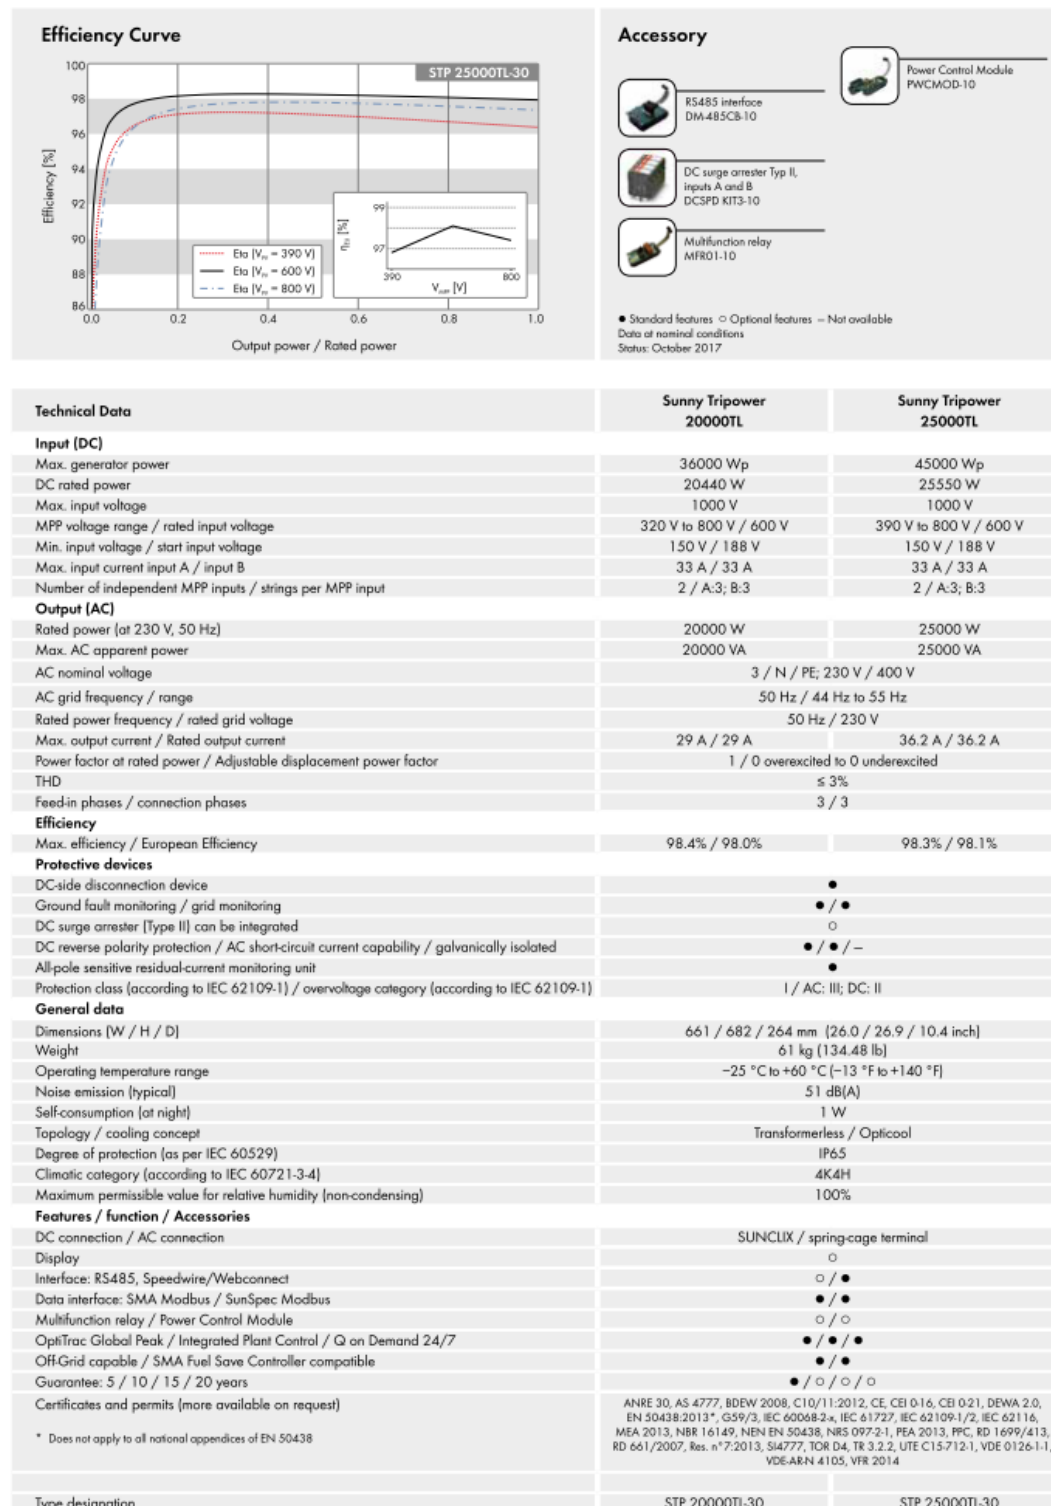 Efficiency Curve
STP 25000TL-30
Efficiency [%]
100
98
96
94
92
90
88
86
0.0 0.2 0.4 0.6 0.8 1.0
Output power / Rated power
Eta (VPV = 390 V)
Eta (VPV = 600 V)
Eta (VPV = 800 V)
99
97
390 800
VMPP [V]
Accessory
Power Control Module
PWCMOD-10
RS485 interface
DM-485CB-10
DC surge arrester Typ II,
inputs A and B
DCSPD KIT3-10
Multifunction relay
MFR01-10
● Standard features ○ Optional features – Not available
Data at nominal conditions
Status: October 2017
Technical Data Sunny Tripower 20000TL Sunny Tripower 25000TL
Input (DC)
Max. generator power 36000 Wp 45000 Wp
DC rated power 20440 W 25550 W
Max. input voltage 1000 V 1000 V
MPP voltage range / rated input voltage 320 V to 800 V / 600 V 390 V to 800 V / 600 V
Min. input voltage / start input voltage 150 V / 188 V 150 V / 188 V
Max. input current input A / input B 33 A / 33 A 33 A / 33 A
Number of independent MPP inputs / strings per MPP input 2 / A:3; B:3 2 / A:3; B:3
Output (AC)
Rated power (at 230 V, 50 Hz) 20000 W 25000 W
Max. AC apparent power 20000 VA 25000 VA
AC nominal voltage 3 / N / PE; 230 V / 400 V
AC grid frequency / range 50 Hz / 44 Hz to 55 Hz
Rated power frequency / rated grid voltage 50 Hz / 230 V
Max. output current / Rated output current 29 A / 29 A 36.2 A / 36.2 A
Power factor at rated power / Adjustable displacement power factor 1 / 0 overexcited to 0 underexcited
THD ≤ 3%
Feed-in phases / connection phases 3 / 3
Efficiency
Max. efficiency / European Efficiency 98.4% / 98.0% 98.3% / 98.1%
Protective devices
DC-side disconnection device ●
Ground fault monitoring / grid monitoring ● / ●
DC surge arrester (Type II) can be integrated ○
DC reverse polarity protection / AC short-circuit current capability / galvanically isolated ● / ● / –
All-pole sensitive residual-current monitoring unit ●
Protection class (according to IEC 62109-1) / overvoltage category (according to IEC 62109-1) I / AC: III; DC: II
General data
Dimensions (W / H / D) 661 / 682 / 264 mm (26.0 / 26.9 / 10.4 inch)
Weight 61 kg (134.48 lb)
Operating temperature range −25 °C to +60 °C (−13 °F to +140 °F)
Noise emission (typical) 51 dB(A)
Self-consumption (at night) 1 W
Topology / cooling concept Transformerless / Opticool
Degree of protection (as per IEC 60529) IP65
Climatic category (according to IEC 60721-3-4) 4K4H
Maximum permissible value for relative humidity (non-condensing) 100%
Features / function / Accessories
DC connection / AC connection SUNCLIX / spring-cage terminal
Display ○
Interface: RS485, Speedwire/Webconnect ○ / ●
Data interface: SMA Modbus / SunSpec Modbus ● / ●
Multifunction relay / Power Control Module ○ / ○
OptiTrac Global Peak / Integrated Plant Control / Q on Demand 24/7 ● / ● / ●
Off-Grid capable / SMA Fuel Save Controller compatible ● / ●
Guarantee: 5 / 10 / 15 / 20 years ● / ○ / ○ / ○
Certificates and permits (more available on request)
* Does not apply to all national appendices of EN 50438
ANRE 30, AS 4777, BDEW 2008, C10/11:2012, CE, CEI 0-16, CEI 0-21, DEWA 2.0,
EN 50438:2013*, G59/3, IEC 60068-2-x, IEC 61727, IEC 62109-1/2, IEC 62116,
MEA 2013, NBR 16149, NEN EN 50438, NRS 097-2-1, PEA 2013, PPC, RD 1699/413,
RD 661/2007, Res. n°7:2013, SI4777, TOR D4, TR 3.2.2, UTE C15-712-1, VDE 0126-1-1,
VDE-AR-N 4105, VFR 2014
Type designation STP 20000TL-30 STP 25000TL-30